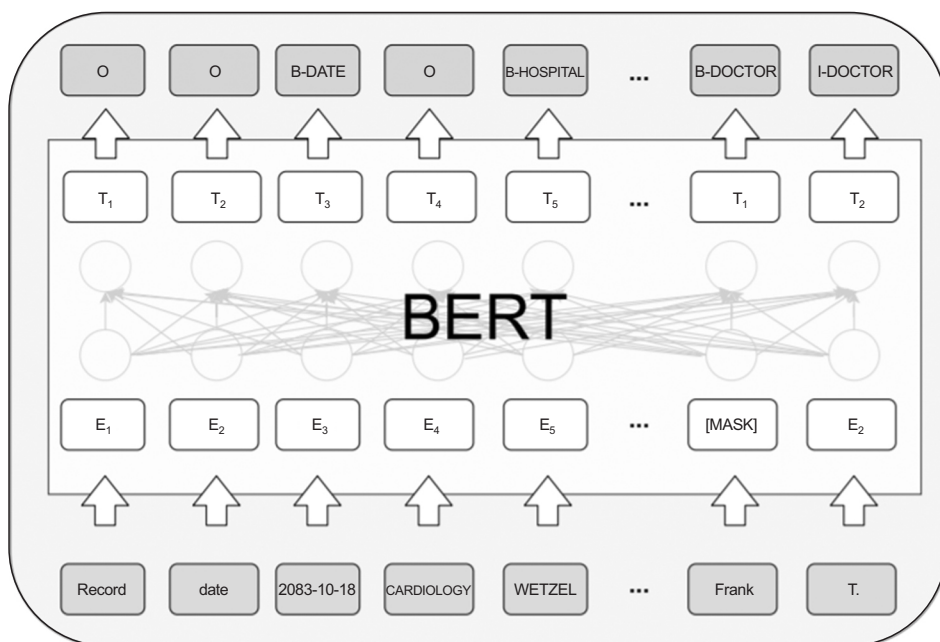 O O B-DATE O B-HOSPITAL ... B-DOCTOR I-DOCTOR
T1 T2 T3 T4 T5 ... T1 T2
BERT
E1 E2 E3 E4 E5 ... [MASK] E2
Record date 2083-10-18 CARDIOLOGY WETZEL ... Frank T.